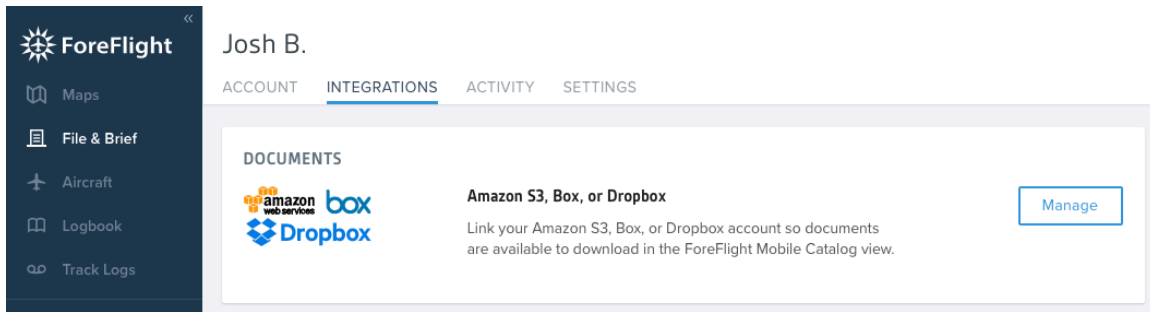 «
ForeFlight
Maps
File & Brief
Aircraft
Logbook
Track Logs
Josh B.
ACCOUNT INTEGRATIONS ACTIVITY SETTINGS
DOCUMENTS
amazon
web services
box
Dropbox
Amazon S3, Box, or Dropbox
Link your Amazon S3, Box, or Dropbox account so documents
are available to download in the ForeFlight Mobile Catalog view.
Manage